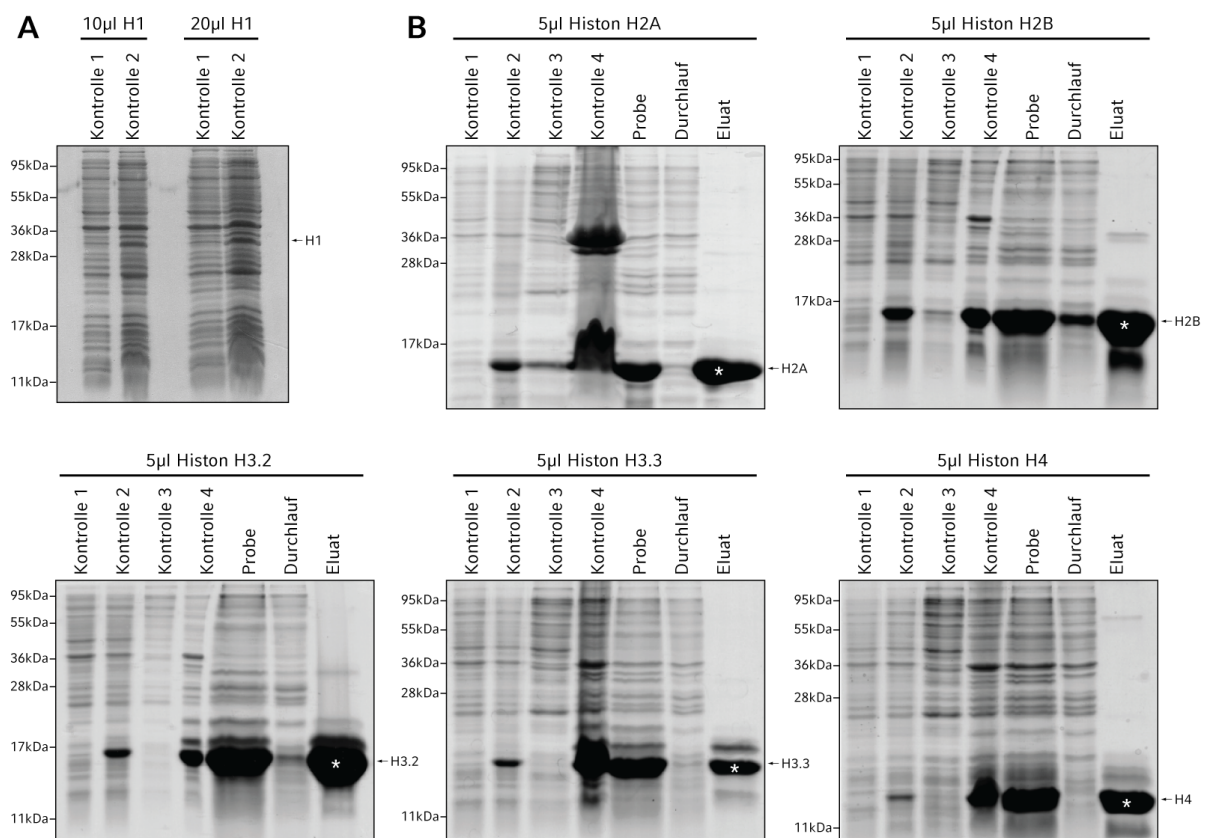 A
10µl H1
20µl H1
Kontrolle 1
Kontrolle 2
Kontrolle 1
Kontrolle 2
95kDa
55kDa
36kDa
28kDa
17kDa
11kDa
H1
B
5µl Histon H2A
Kontrolle 1
Kontrolle 2
Kontrolle 3
Kontrolle 4
Probe
Durchlauf
Eluat
95kDa
55kDa
36kDa
28kDa
17kDa
*
H2A
5µl Histon H2B
Kontrolle 1
Kontrolle 2
Kontrolle 3
Kontrolle 4
Probe
Durchlauf
Eluat
95kDa
55kDa
36kDa
28kDa
17kDa
*
H2B
5µl Histon H3.2
Kontrolle 1
Kontrolle 2
Kontrolle 3
Kontrolle 4
Probe
Durchlauf
Eluat
95kDa
55kDa
36kDa
28kDa
17kDa
11kDa
*
H3.2
5µl Histon H3.3
Kontrolle 1
Kontrolle 2
Kontrolle 3
Kontrolle 4
Probe
Durchlauf
Eluat
95kDa
55kDa
36kDa
28kDa
17kDa
11kDa
*
H3.3
5µl Histon H4
Kontrolle 1
Kontrolle 2
Kontrolle 3
Kontrolle 4
Probe
Durchlauf
Eluat
95kDa
55kDa
36kDa
28kDa
17kDa
11kDa
*
H4